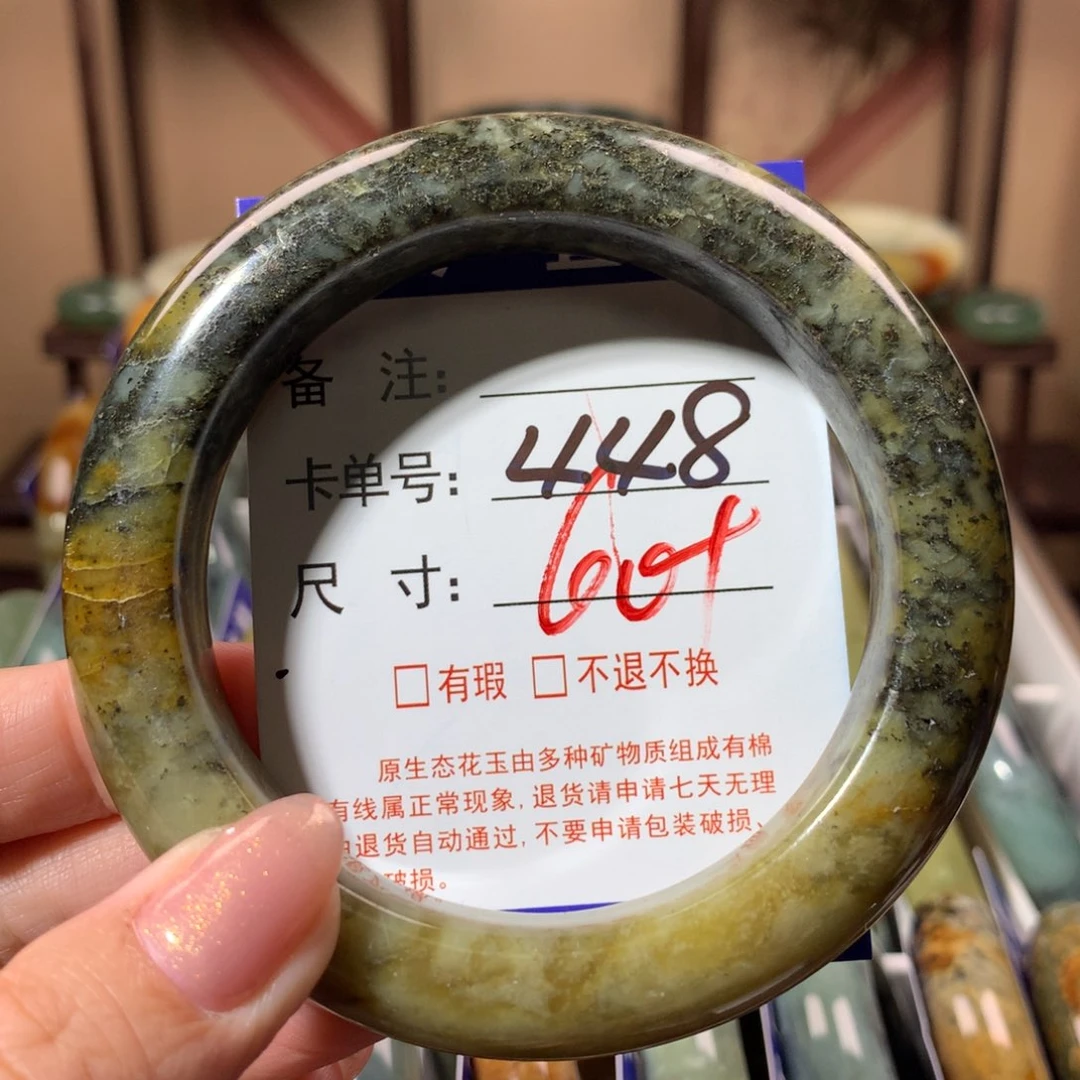 备 注:
卡单号: 448
尺 寸: 60+
□有瑕 □不退不换
原生态花玉由多种矿物质组成有棉
有线属正常现象,退货请申请七天无理
退货自动通过,不要申请包装破损、
破损。